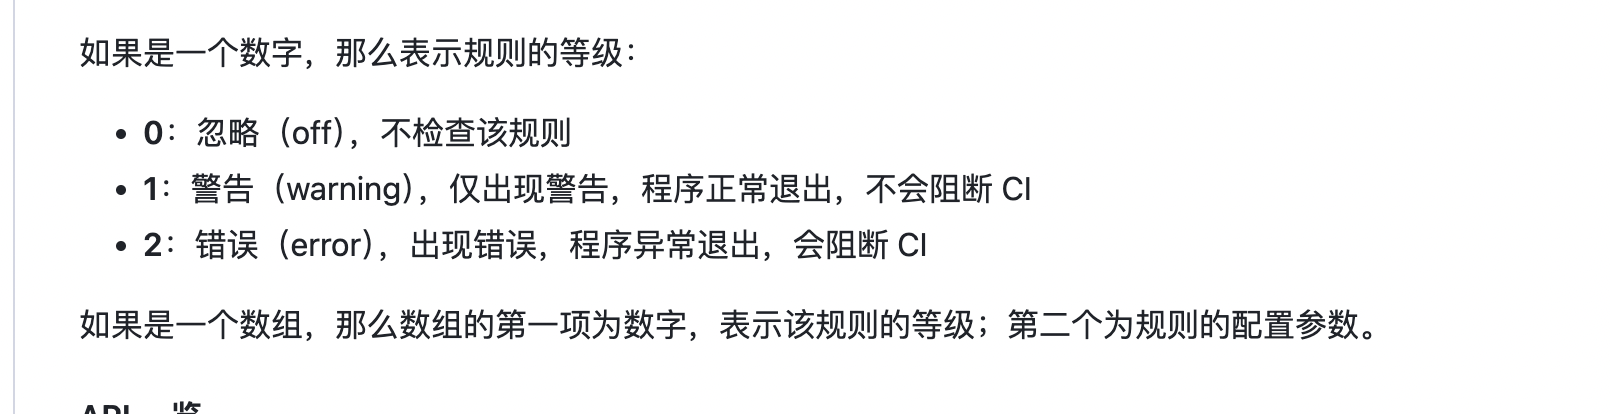 如果是一个数字，那么表示规则的等级：
• 0：忽略（off），不检查该规则
• 1：警告（warning），仅出现警告，程序正常退出，不会阻断 CI
• 2：错误（error），出现错误，程序异常退出，会阻断 CI
如果是一个数组，那么数组的第一项为数字，表示该规则的等级；第二个为规则的配置参数。